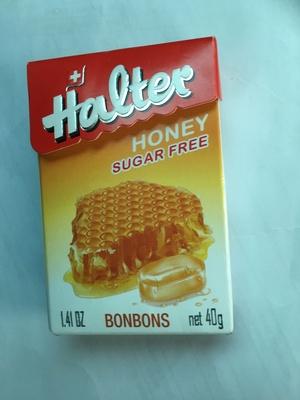 Halter
HONEY
SUGAR FREE
1.41 OZ
BONBONS
net 40g